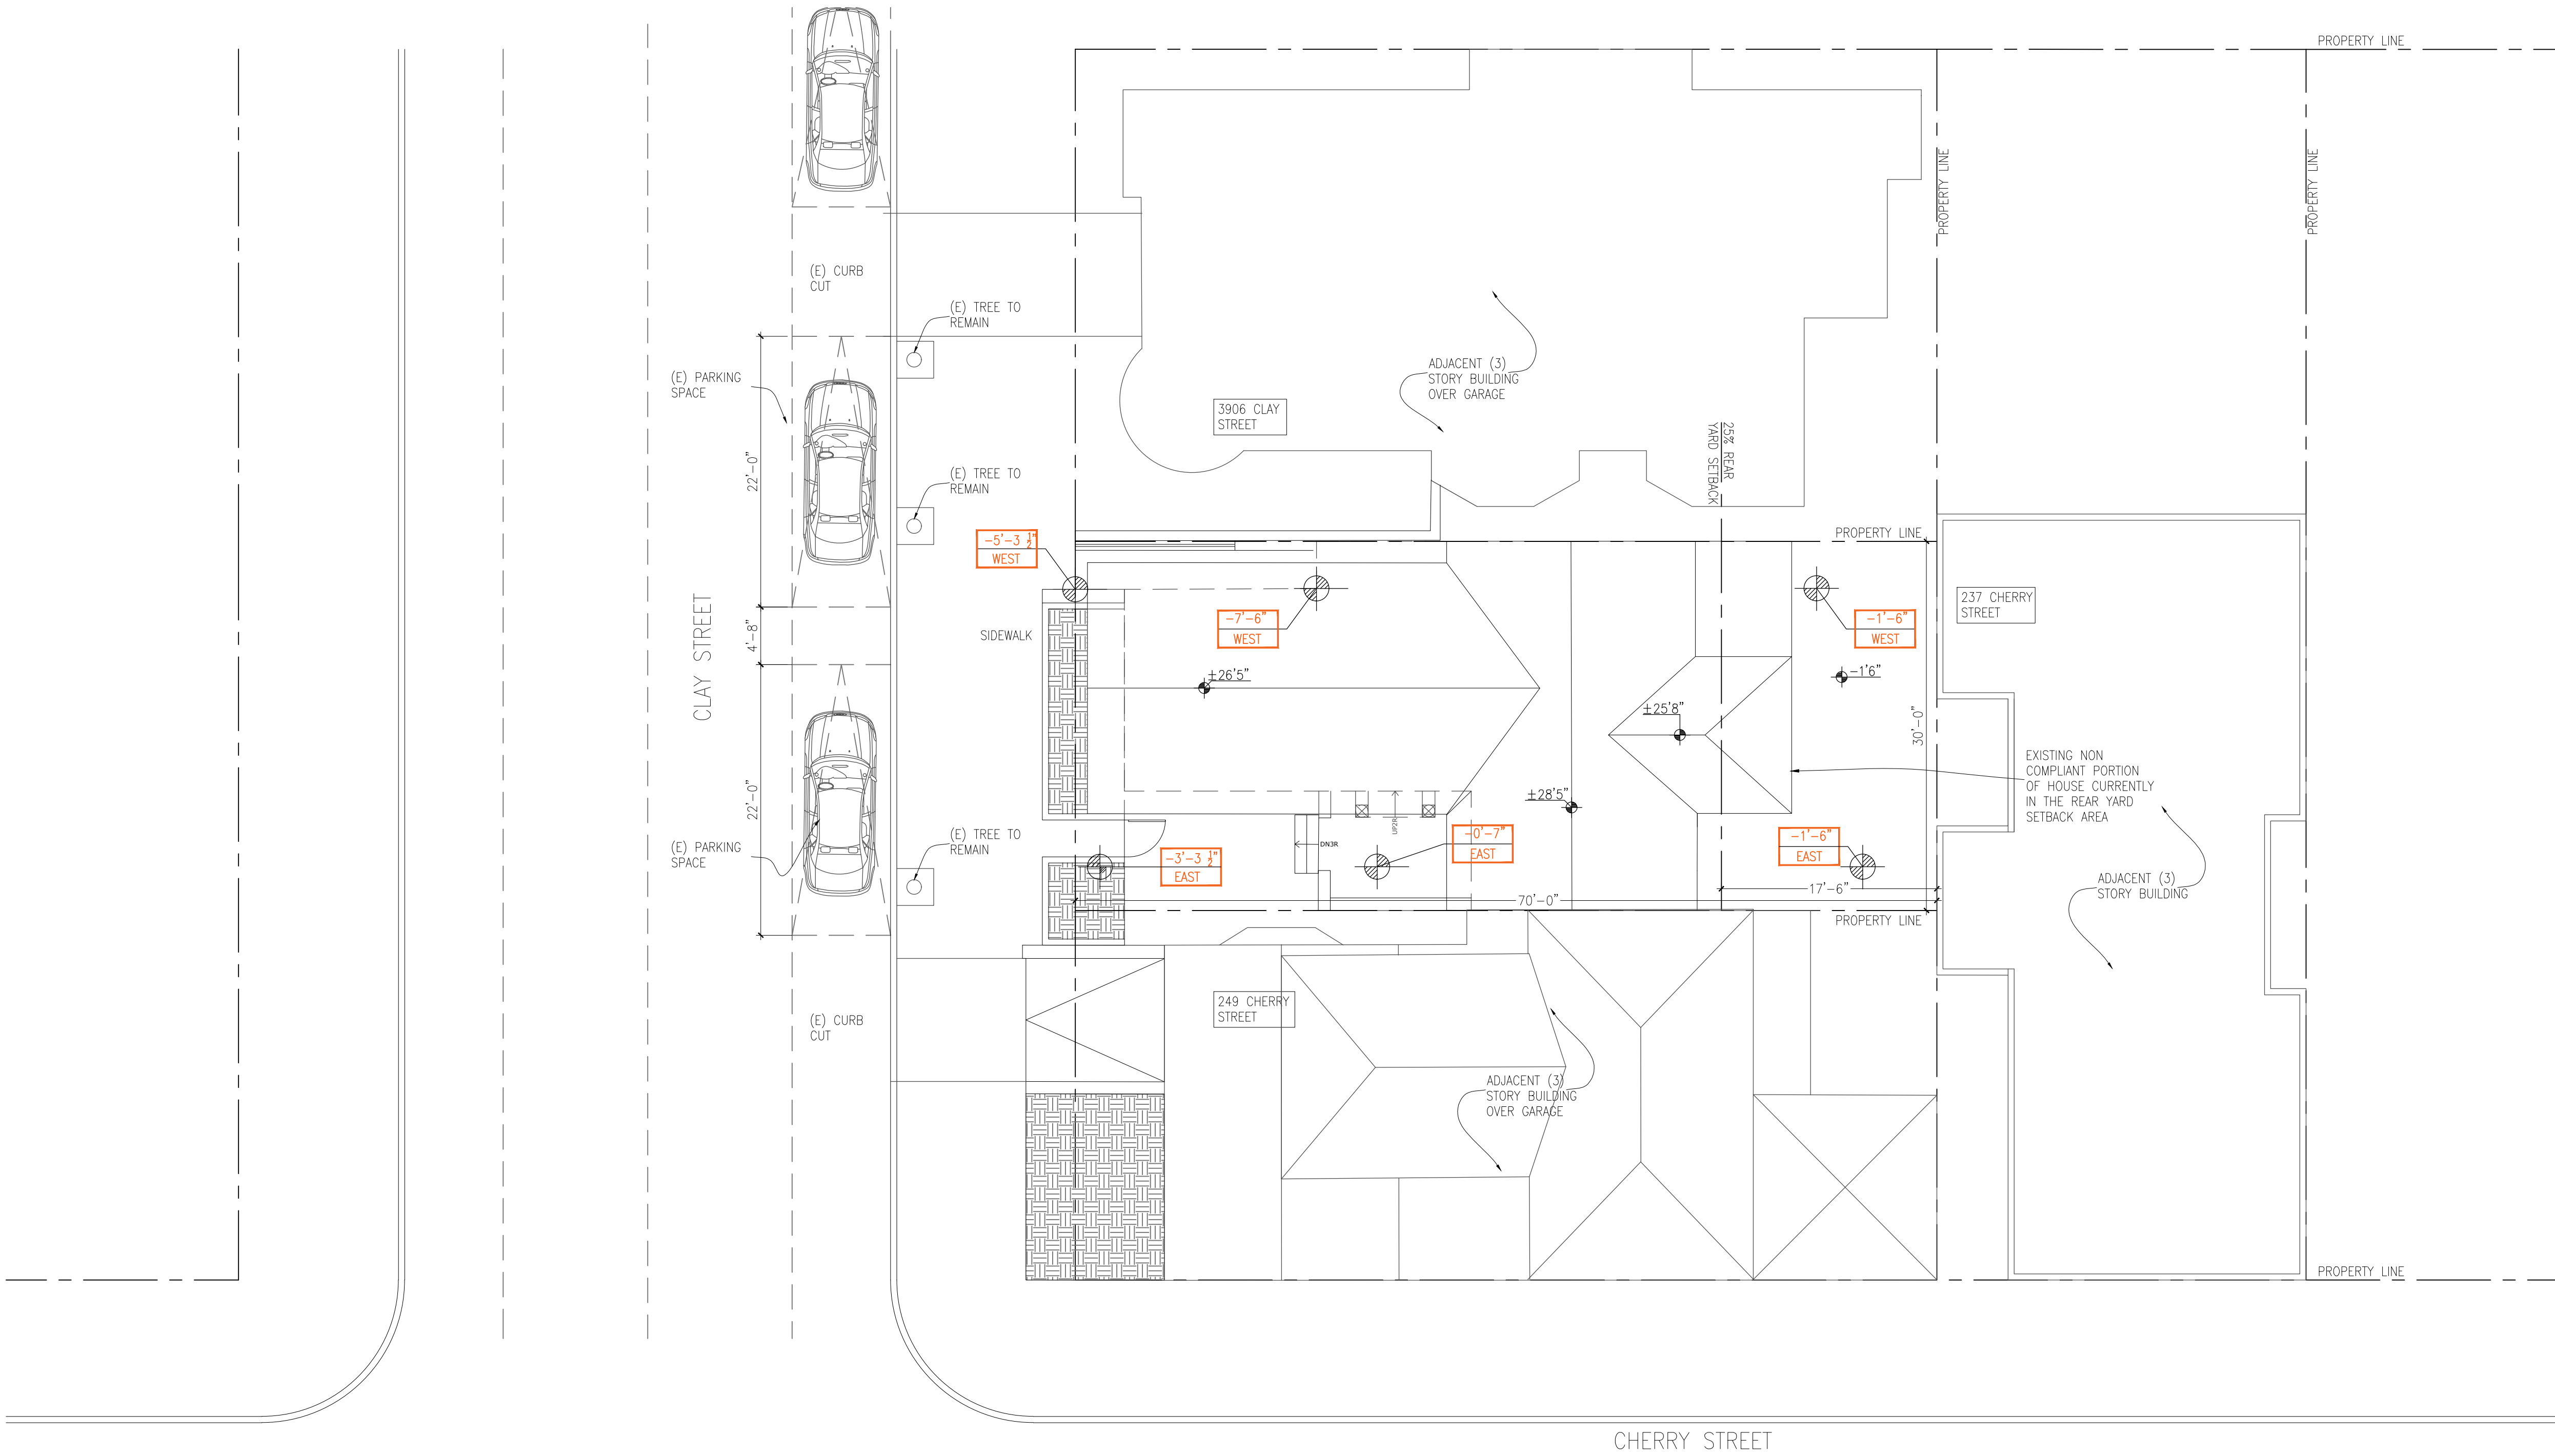 PROPERTY LINE
PROPERTY LINE
PROPERTY LINE
(E) CURB
CUT
(E) TREE TO
REMAIN
(E) PARKING
SPACE
22'-0"
ADJACENT (3)
STORY BUILDING
OVER GARAGE
3906 CLAY
STREET
25% REAR
YARD SETBACK
(E) TREE TO
REMAIN
-5'-3 1/2"
WEST
PROPERTY LINE
237 CHERRY
STREET
-7'-6"
WEST
-1'-6"
WEST
SIDEWALK
4'-8"
CLAY STREET
±26'5"
-1'6"
±25'8"
30'-0"
EXISTING NON
COMPLIANT PORTION
OF HOUSE CURRENTLY
IN THE REAR YARD
SETBACK AREA
22'-0"
±28'5"
UP2R
DN3R
(E) TREE TO
REMAIN
(E) PARKING
SPACE
-3'-3 1/2"
EAST
-0'-7"
EAST
-1'-6"
EAST
17'-6"
70'-0"
ADJACENT (3)
STORY BUILDING
PROPERTY LINE
249 CHERRY
STREET
(E) CURB
CUT
ADJACENT (3)
STORY BUILDING
OVER GARAGE
PROPERTY LINE
CHERRY STREET